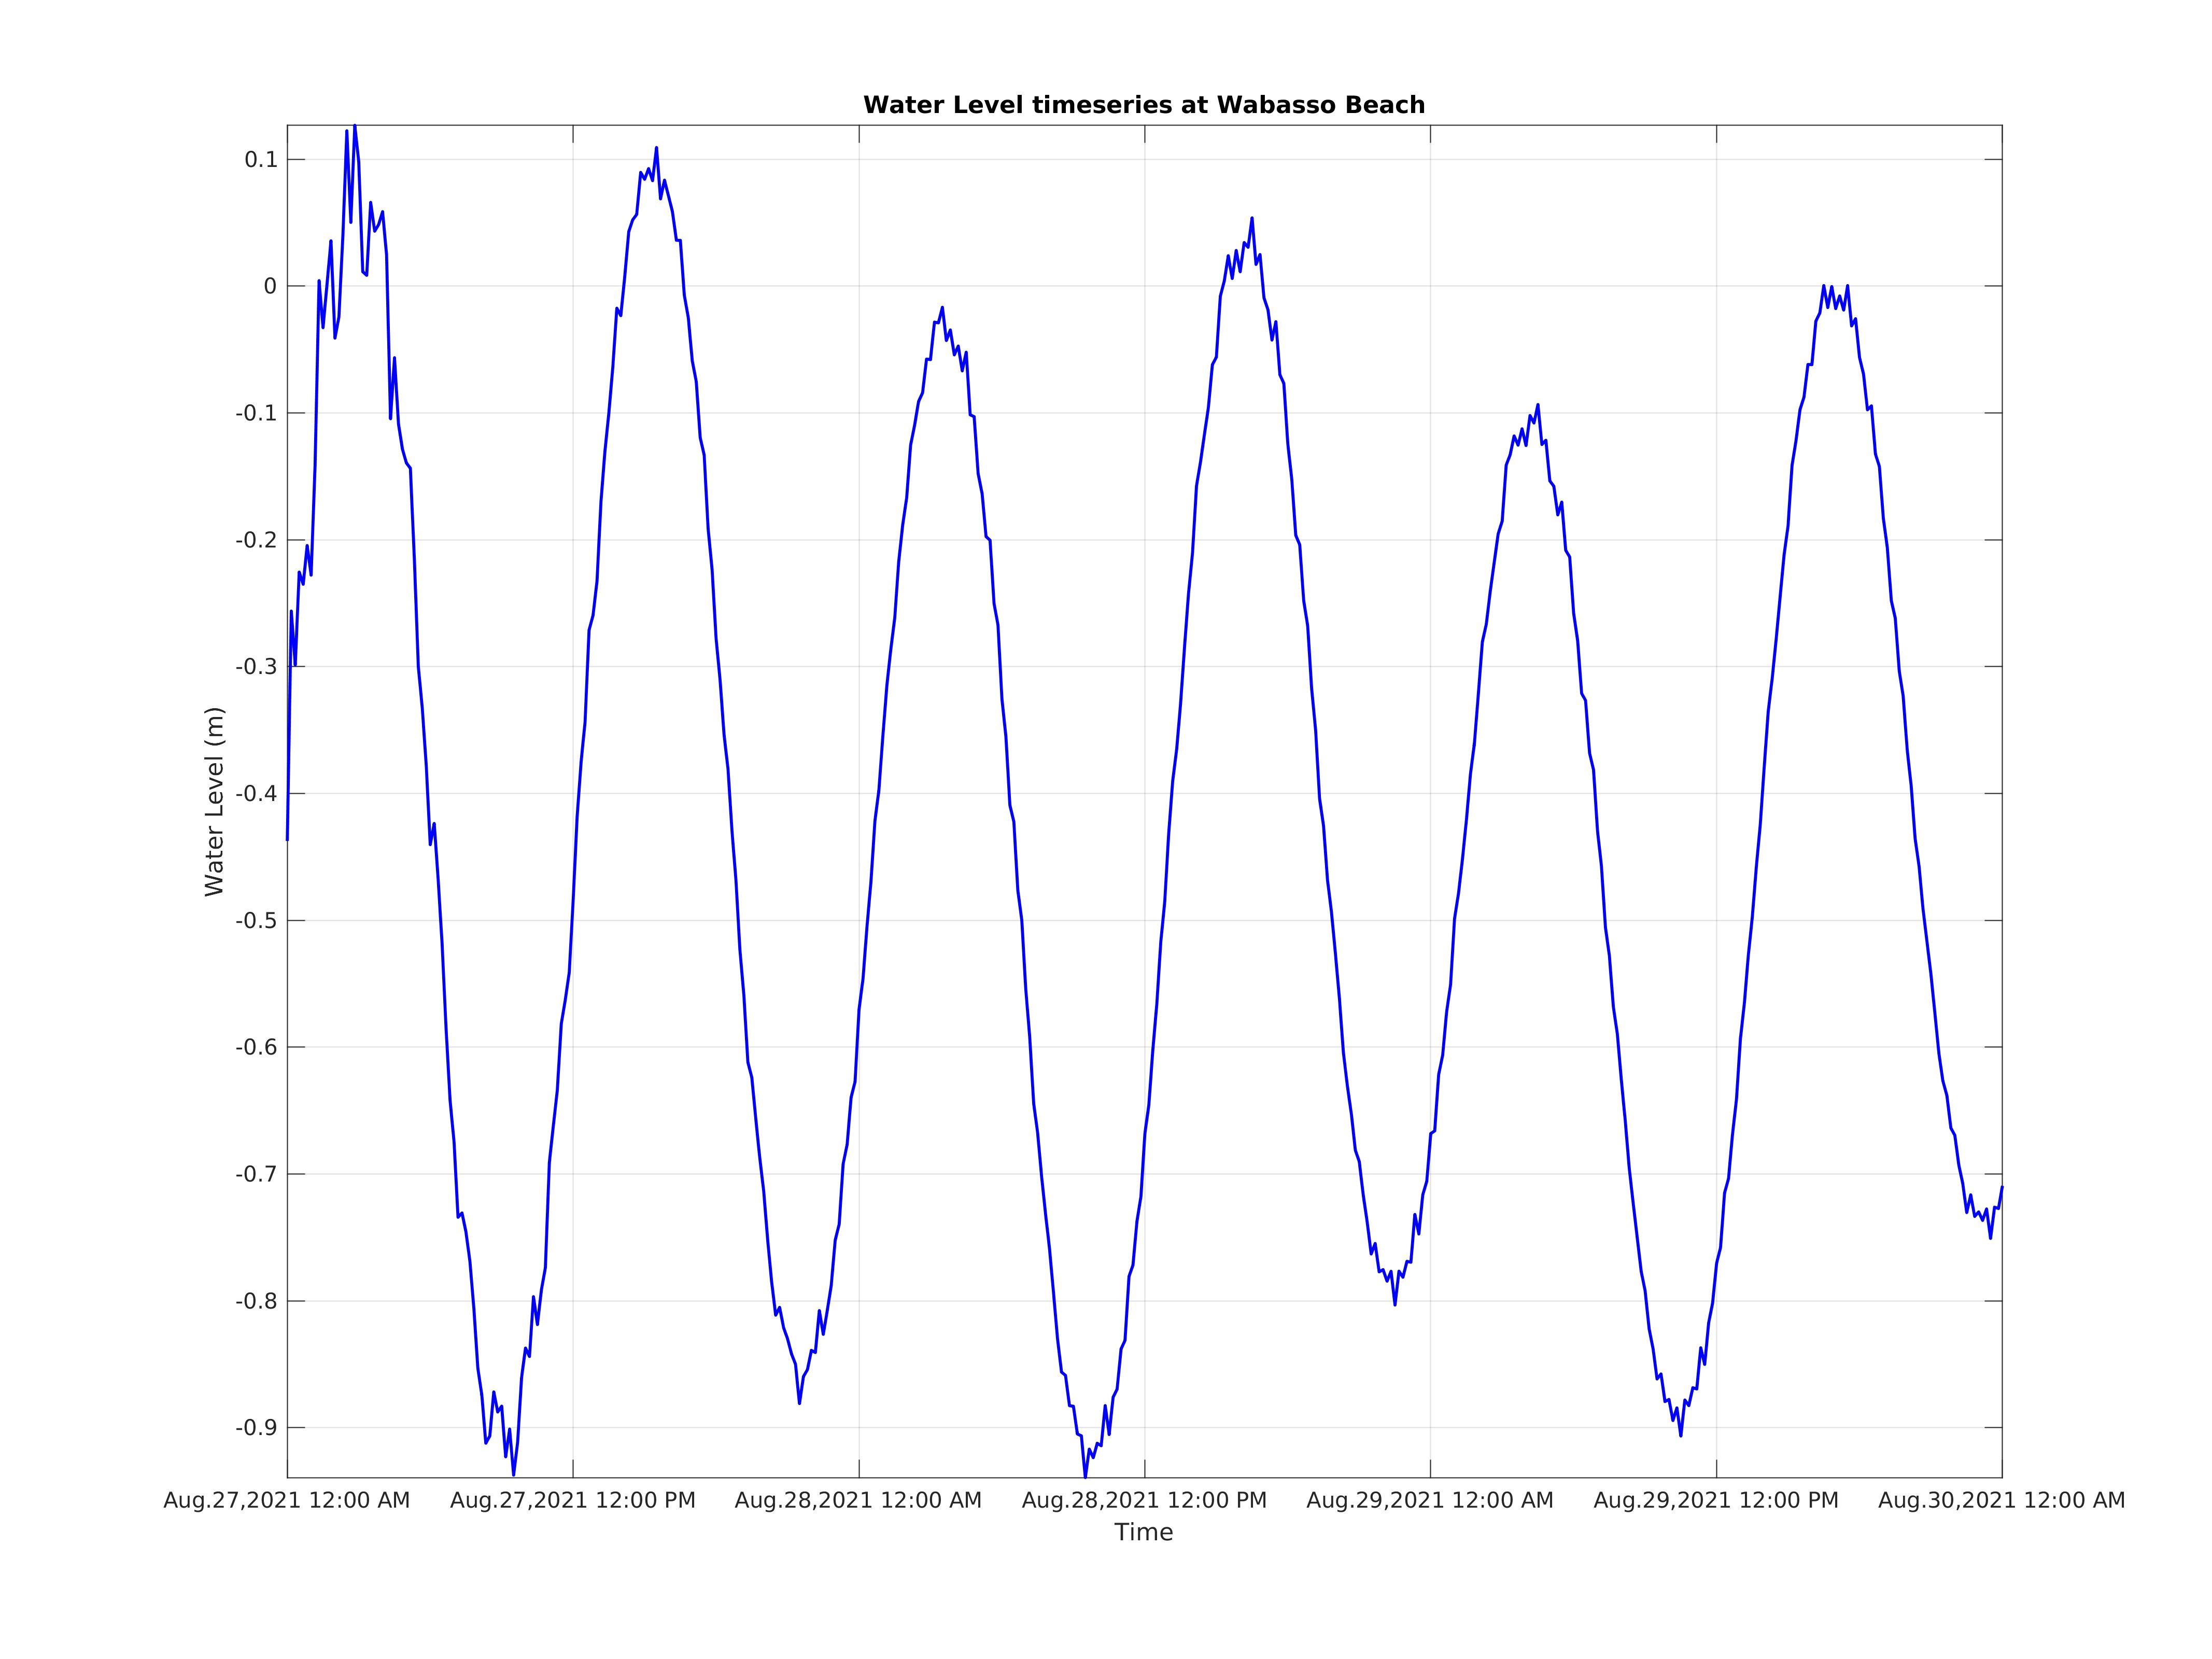 Water Level timeseries at Wabasso Beach
0.1
0
-0.1
-0.2
-0.3
-0.4
-0.5
-0.6
-0.7
-0.8
-0.9
Water Level (m)
Aug.27,2021 12:00 AM Aug.27,2021 12:00 PM Aug.28,2021 12:00 AM Aug.28,2021 12:00 PM Aug.29,2021 12:00 AM Aug.29,2021 12:00 PM Aug.30,2021 12:00 AM
Time